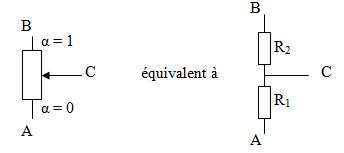 B
α = 1
C
α = 0
A
équivalent à
B
R2
C
R1
A